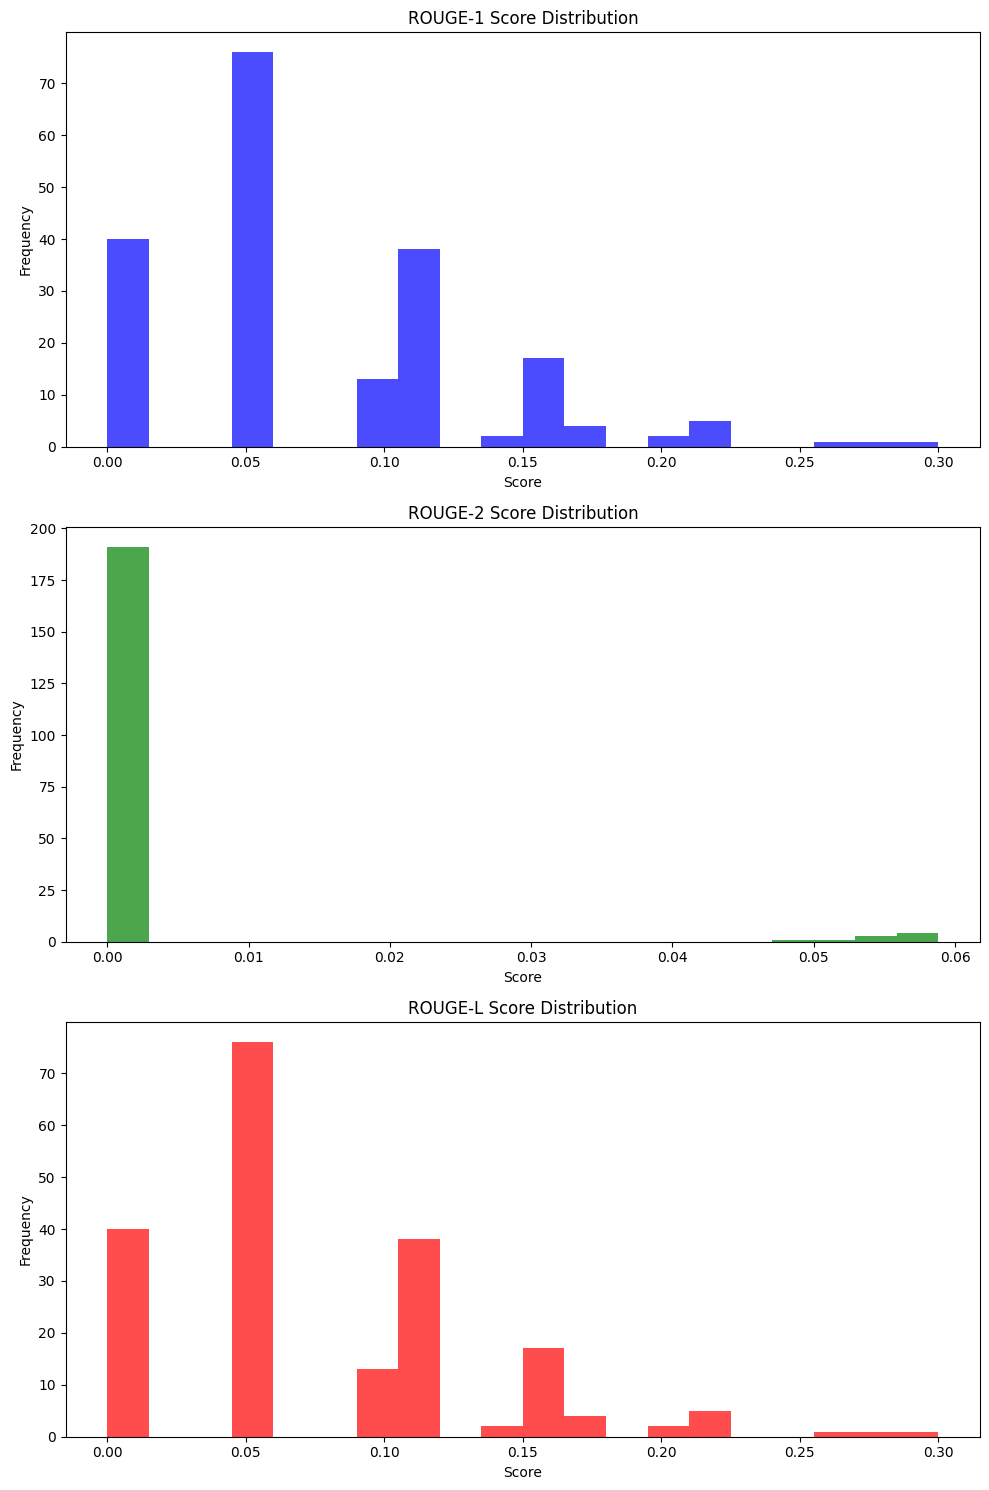 ROUGE-1 Score Distribution
70
60
50
40
30
20
10
0
Frequency
0.00 0.05 0.10 0.15 0.20 0.25 0.30
Score
ROUGE-2 Score Distribution
200
175
150
125
100
75
50
25
0
Frequency
0.00 0.01 0.02 0.03 0.04 0.05 0.06
Score
ROUGE-L Score Distribution
70
60
50
40
30
20
10
0
Frequency
0.00 0.05 0.10 0.15 0.20 0.25 0.30
Score